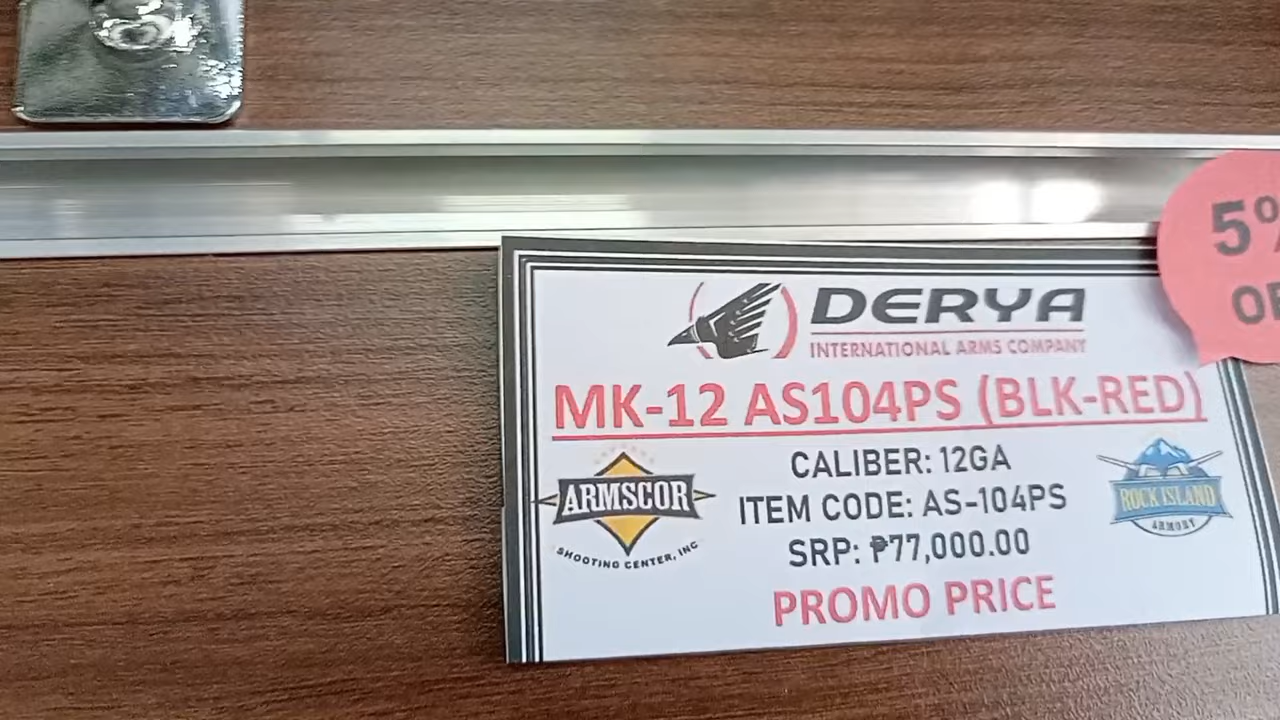 5%
DERYA
INTERNATIONAL ARMS COMPANY
MK-12 AS104PS (BLK-RED)
CALIBER: 12GA
ITEM CODE: AS-104PS
SRP: ₱77,000.00
PROMO PRICE
ARMSCOR
SHOOTING CENTER, INC
ROCK ISLAND
ARMORY